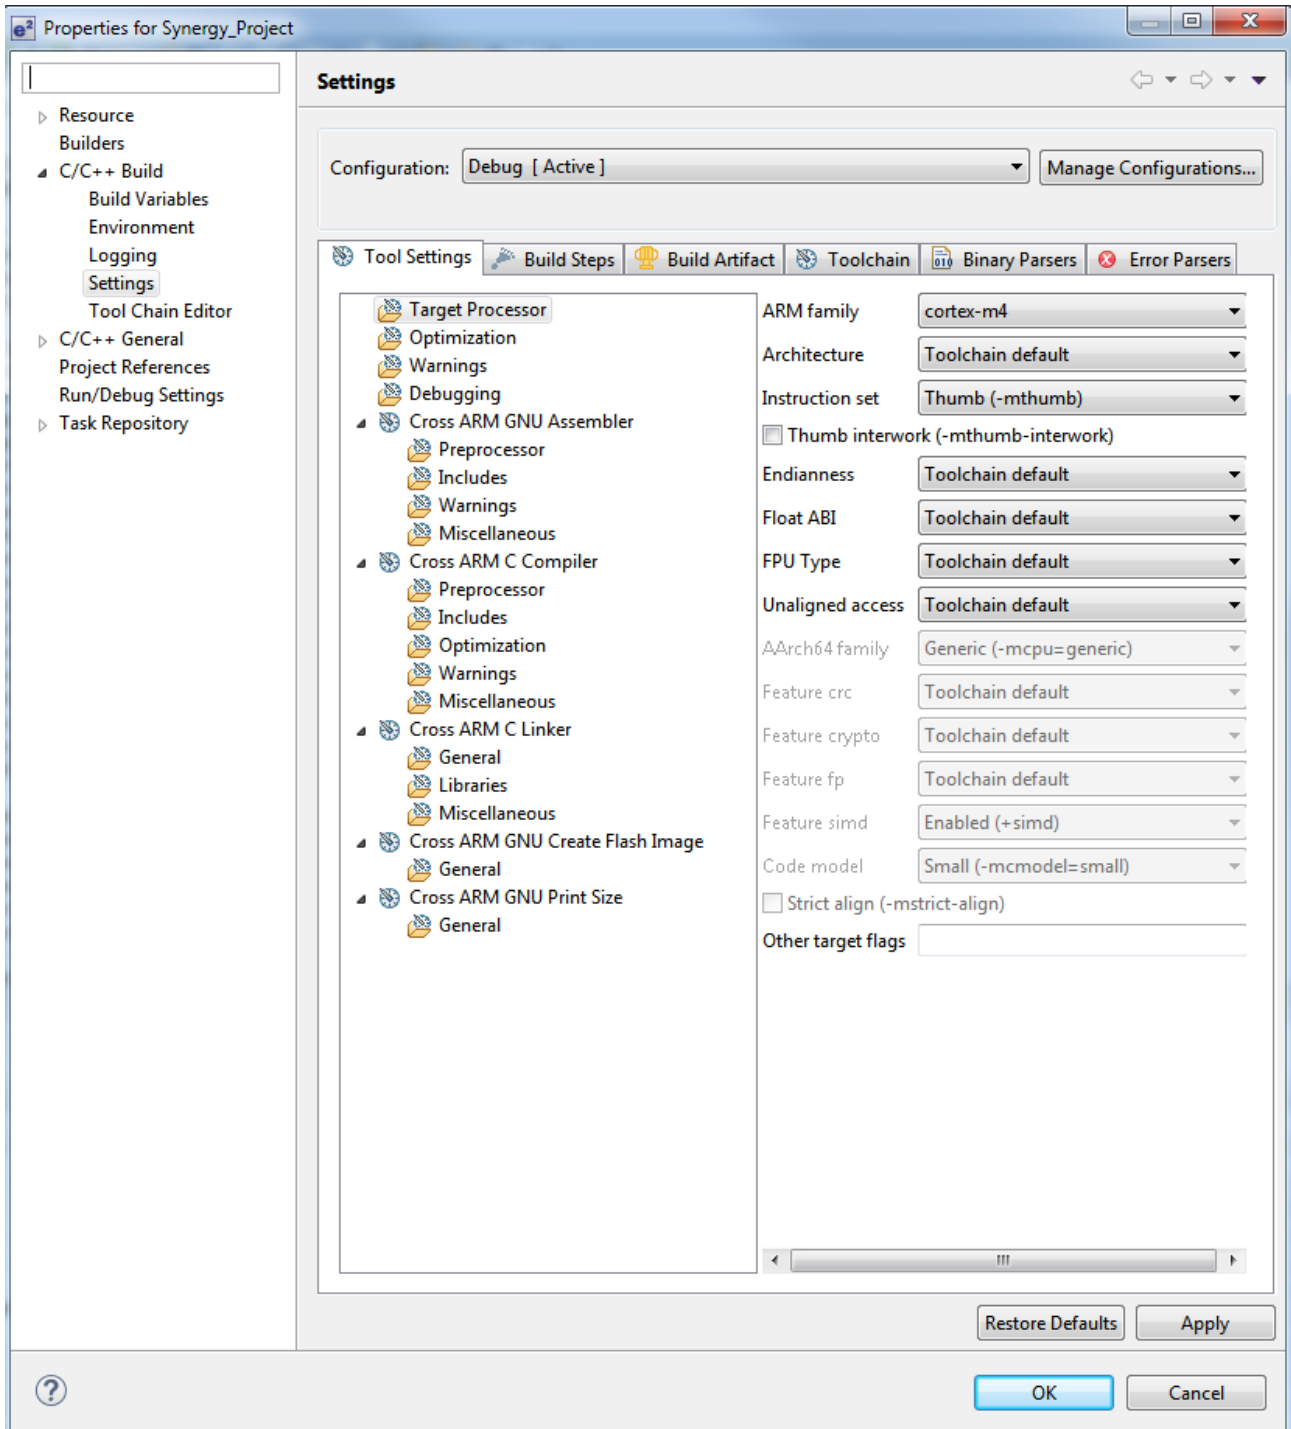 e² Properties for Synergy_Project
Settings
Resource
Builders
C/C++ Build
Build Variables
Environment
Logging
Settings
Tool Chain Editor
C/C++ General
Project References
Run/Debug Settings
Task Repository
Configuration: Debug [ Active ] Manage Configurations...
Tool Settings Build Steps Build Artifact Toolchain 010 Binary Parsers Error Parsers
Target Processor
Optimization
Warnings
Debugging
Cross ARM GNU Assembler
Preprocessor
Includes
Warnings
Miscellaneous
Cross ARM C Compiler
Preprocessor
Includes
Optimization
Warnings
Miscellaneous
Cross ARM C Linker
General
Libraries
Miscellaneous
Cross ARM GNU Create Flash Image
General
Cross ARM GNU Print Size
General
ARM family cortex-m4
Architecture Toolchain default
Instruction set Thumb (-mthumb)
Thumb interwork (-mthumb-interwork)
Endianness Toolchain default
Float ABI Toolchain default
FPU Type Toolchain default
Unaligned access Toolchain default
AArch64 family Generic (-mcpu=generic)
Feature crc Toolchain default
Feature crypto Toolchain default
Feature fp Toolchain default
Feature simd Enabled (+simd)
Code model Small (-mcmodel=small)
Strict align (-mstrict-align)
Other target flags
Restore Defaults Apply
? OK Cancel